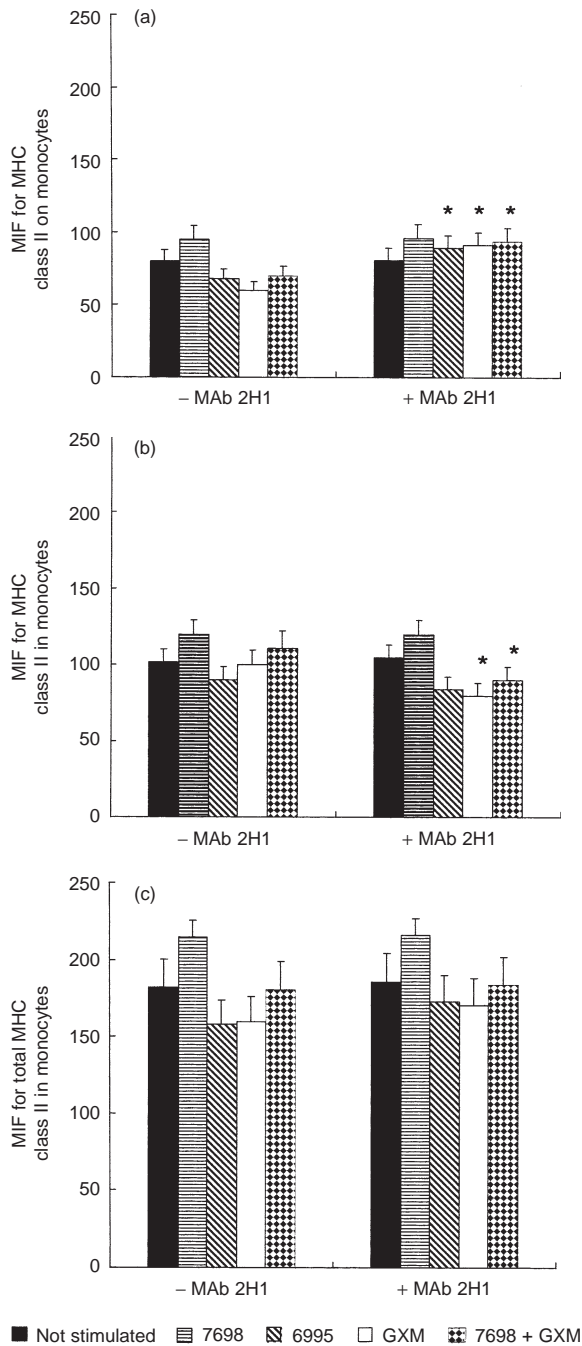 (a)
250
200
150
100
50
0
MIF for MHC
class II on monocytes
* * *
– MAb 2H1 + MAb 2H1
(b)
250
200
150
100
50
0
MIF for MHC
class II in monocytes
* *
– MAb 2H1 + MAb 2H1
(c)
250
200
150
100
50
0
MIF for total MHC
class II in monocytes
– MAb 2H1 + MAb 2H1
Not stimulated 7698 6995 GXM 7698 + GXM